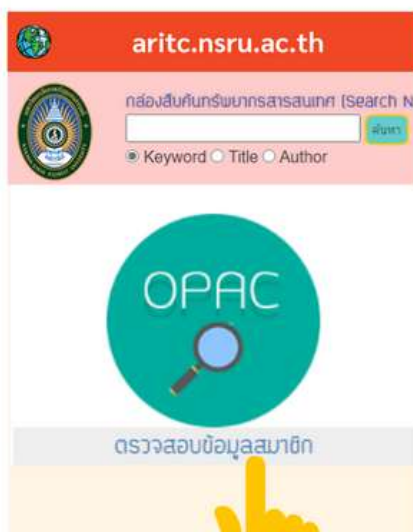 aritc.nsru.ac.th
กล่องสืบค้นทรัพยากรสารสนเทศ (Search N
ค้นหา
Keyword Title Author
OPAC
ตรวจสอบข้อมูลสมาชิก